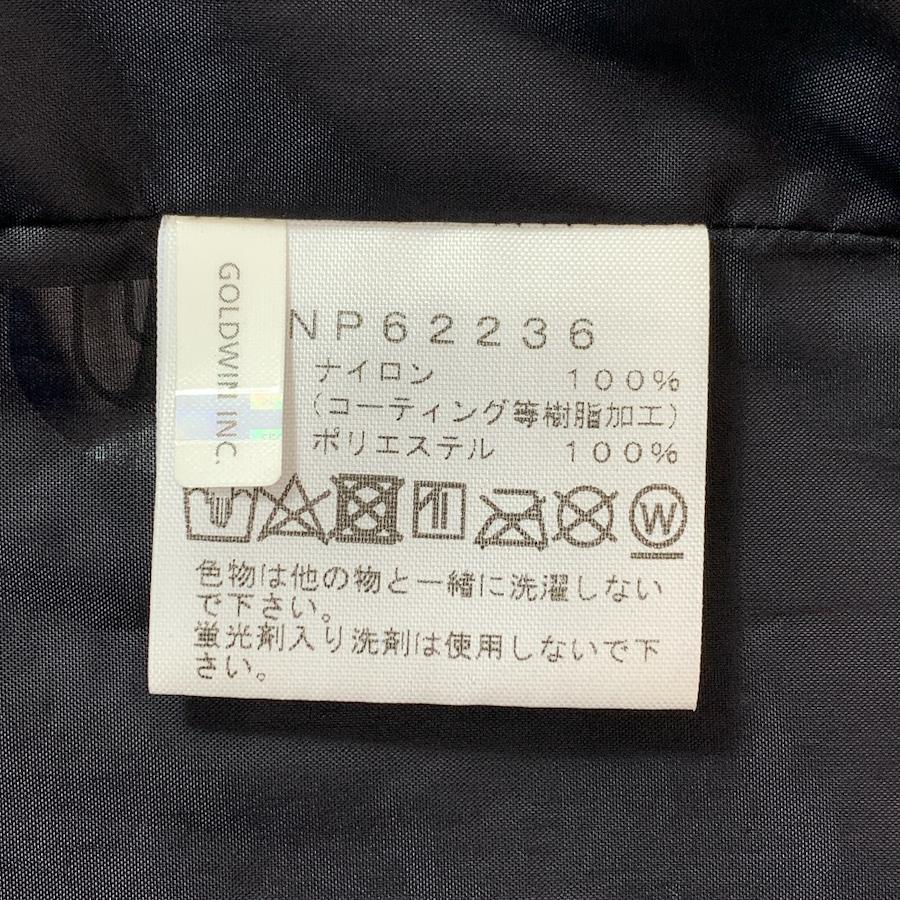 GOLDWIN INC.
NP62236
ナイロン 100%
(コーティング等樹脂加工)
ポリエステル 100%
W
色物は他の物と一緒に洗濯しない
で下さい。
蛍光剤入り洗剤は使用しないで下
さい。